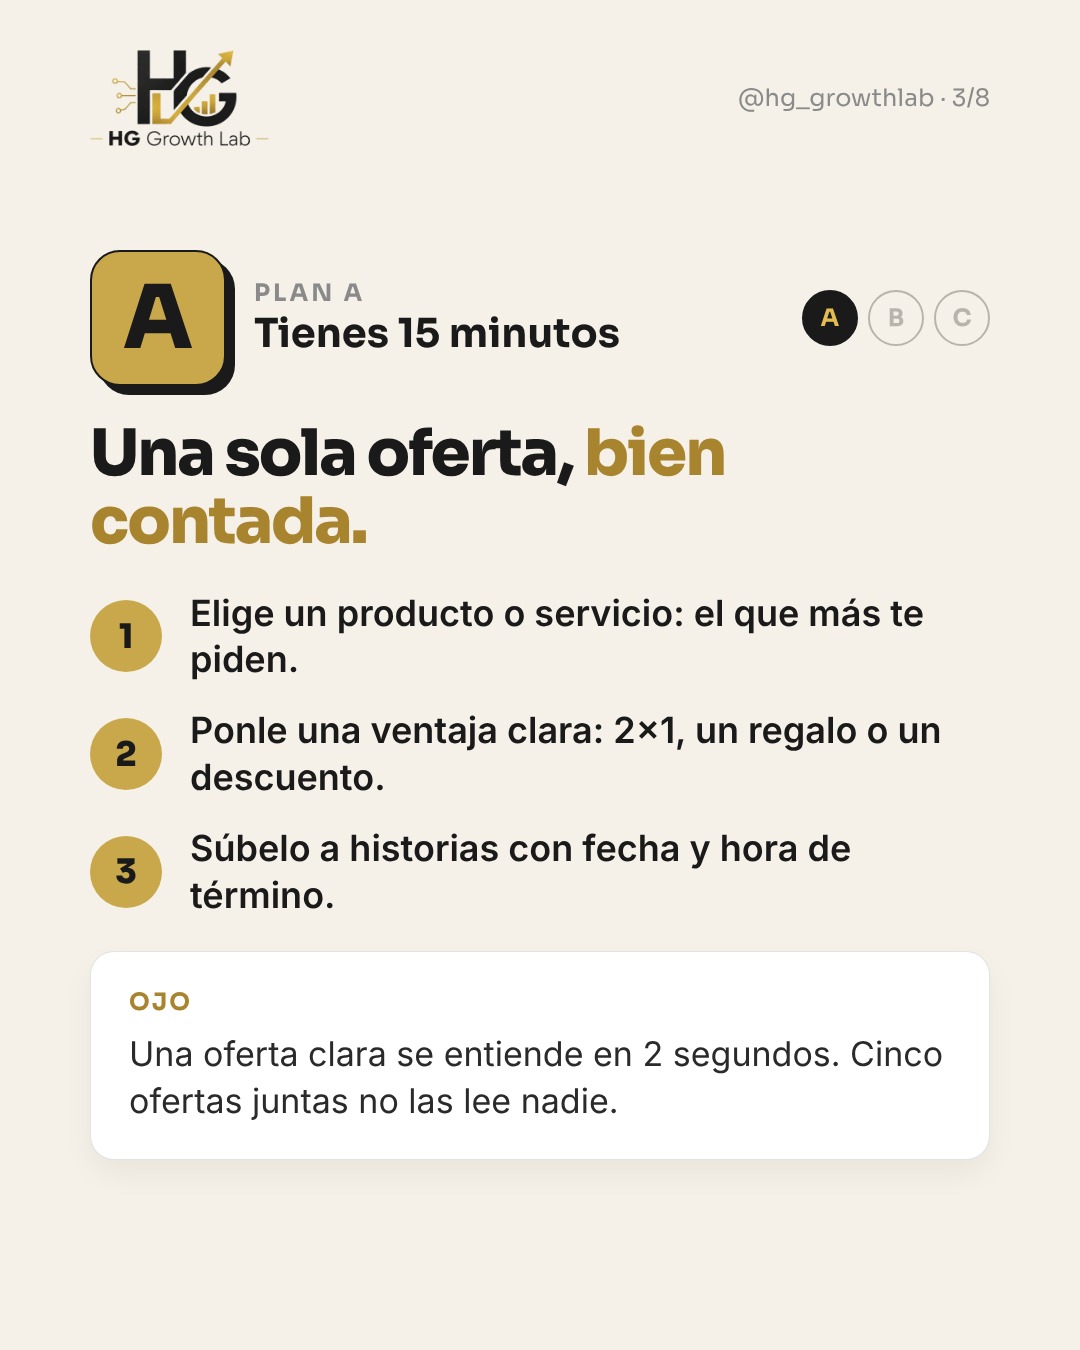 HG
HG Growth Lab
@hg_growthlab · 3/8
A
PLAN A
Tienes 15 minutos
A B C
Una sola oferta, bien
contada.
1 Elige un producto o servicio: el que más te
piden.
2 Ponle una ventaja clara: 2×1, un regalo o un
descuento.
3 Súbelo a historias con fecha y hora de
término.
OJO
Una oferta clara se entiende en 2 segundos. Cinco
ofertas juntas no las lee nadie.